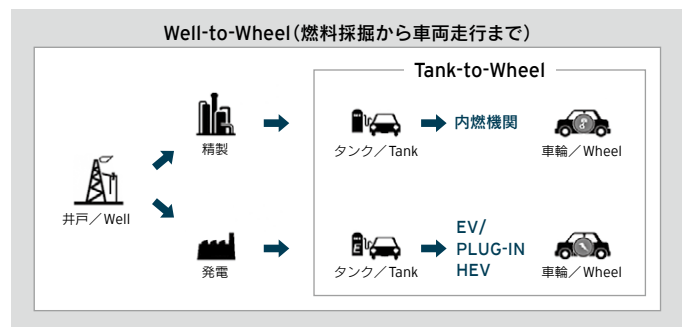 Well-to-Wheel（燃料採掘から車両走行まで）
Tank-to-Wheel
精製
タンク／Tank
内燃機関
車輪／Wheel
井戸／Well
発電
タンク／Tank
EV/
PLUG-IN
HEV
車輪／Wheel